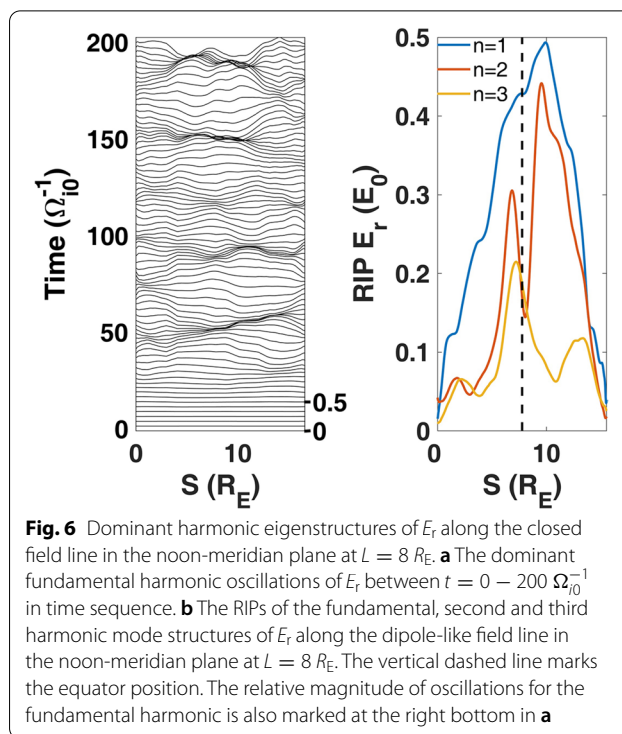 200
150
100
50
0
Time (Ω_{i0}^{-1})
0.5
0
0 10
S (R_E)
0.5
0.4
0.3
0.2
0.1
0
RIP E_r (E_0)
n=1
n=2
n=3
0 10
S (R_E)
Fig. 6 Dominant harmonic eigenstructures of E_r along the closed
field line in the noon-meridian plane at L = 8 R_E. a The dominant
fundamental harmonic oscillations of E_r between t = 0 − 200 Ω_{i0}^{-1}
in time sequence. b The RIPs of the fundamental, second and third
harmonic mode structures of E_r along the dipole-like field line in
the noon-meridian plane at L = 8 R_E. The vertical dashed line marks
the equator position. The relative magnitude of oscillations for the
fundamental harmonic is also marked at the right bottom in a